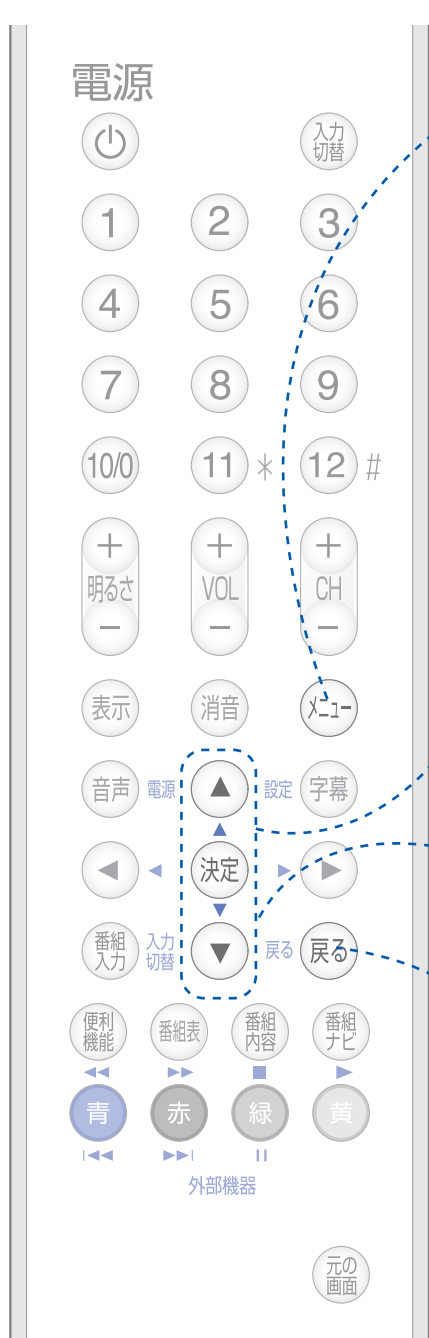 電源
入力
切替
1 2 3
4 5 6
7 8 9
10/0 11 * 12 #
+ + +
明るさ VOL CH
− − −
表示 消音 メニュー
音声 電源 ▲ 設定 字幕
▲
◀ ◀ 決定 ▶ ▶
▼
番組
入力
入力
切替
▼ 戻る 戻る
便利
機能
番組表
番組
内容
番組
ナビ
◀◀ ▶▶ ■ ▶
青 赤 緑 黄
I◀◀ ▶▶I II
外部機器
元の
画面